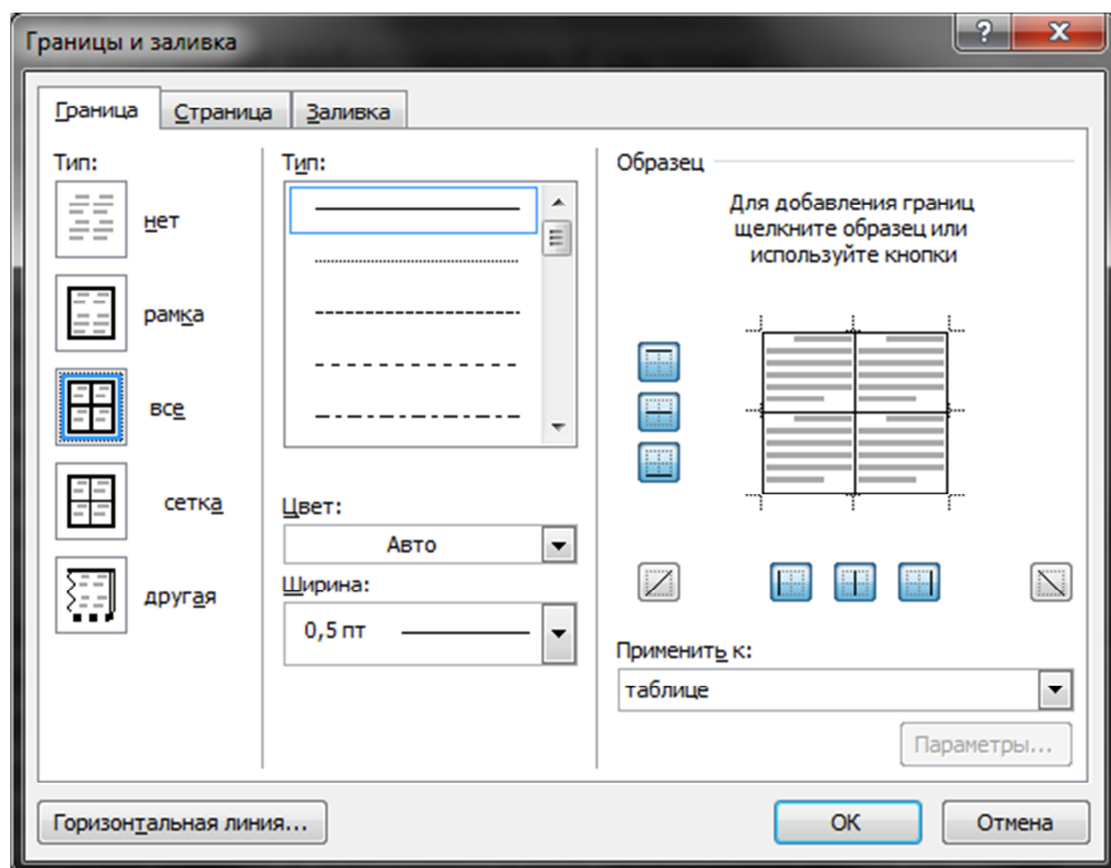 Границы и заливка
?
Граница
Страница
Заливка
Тип:
нет
рамка
все
сетка
другая
Тип:
Цвет:
Авто
Ширина:
0,5 пт
Образец
Для добавления границ
щелкните образец или
используйте кнопки
Применить к:
таблице
Параметры...
Горизонтальная линия...
ОК
Отмена